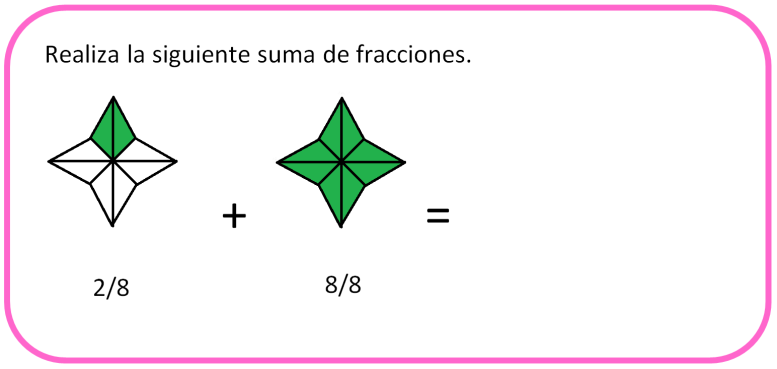 Realiza la siguiente suma de fracciones.
+ =
2/8 8/8